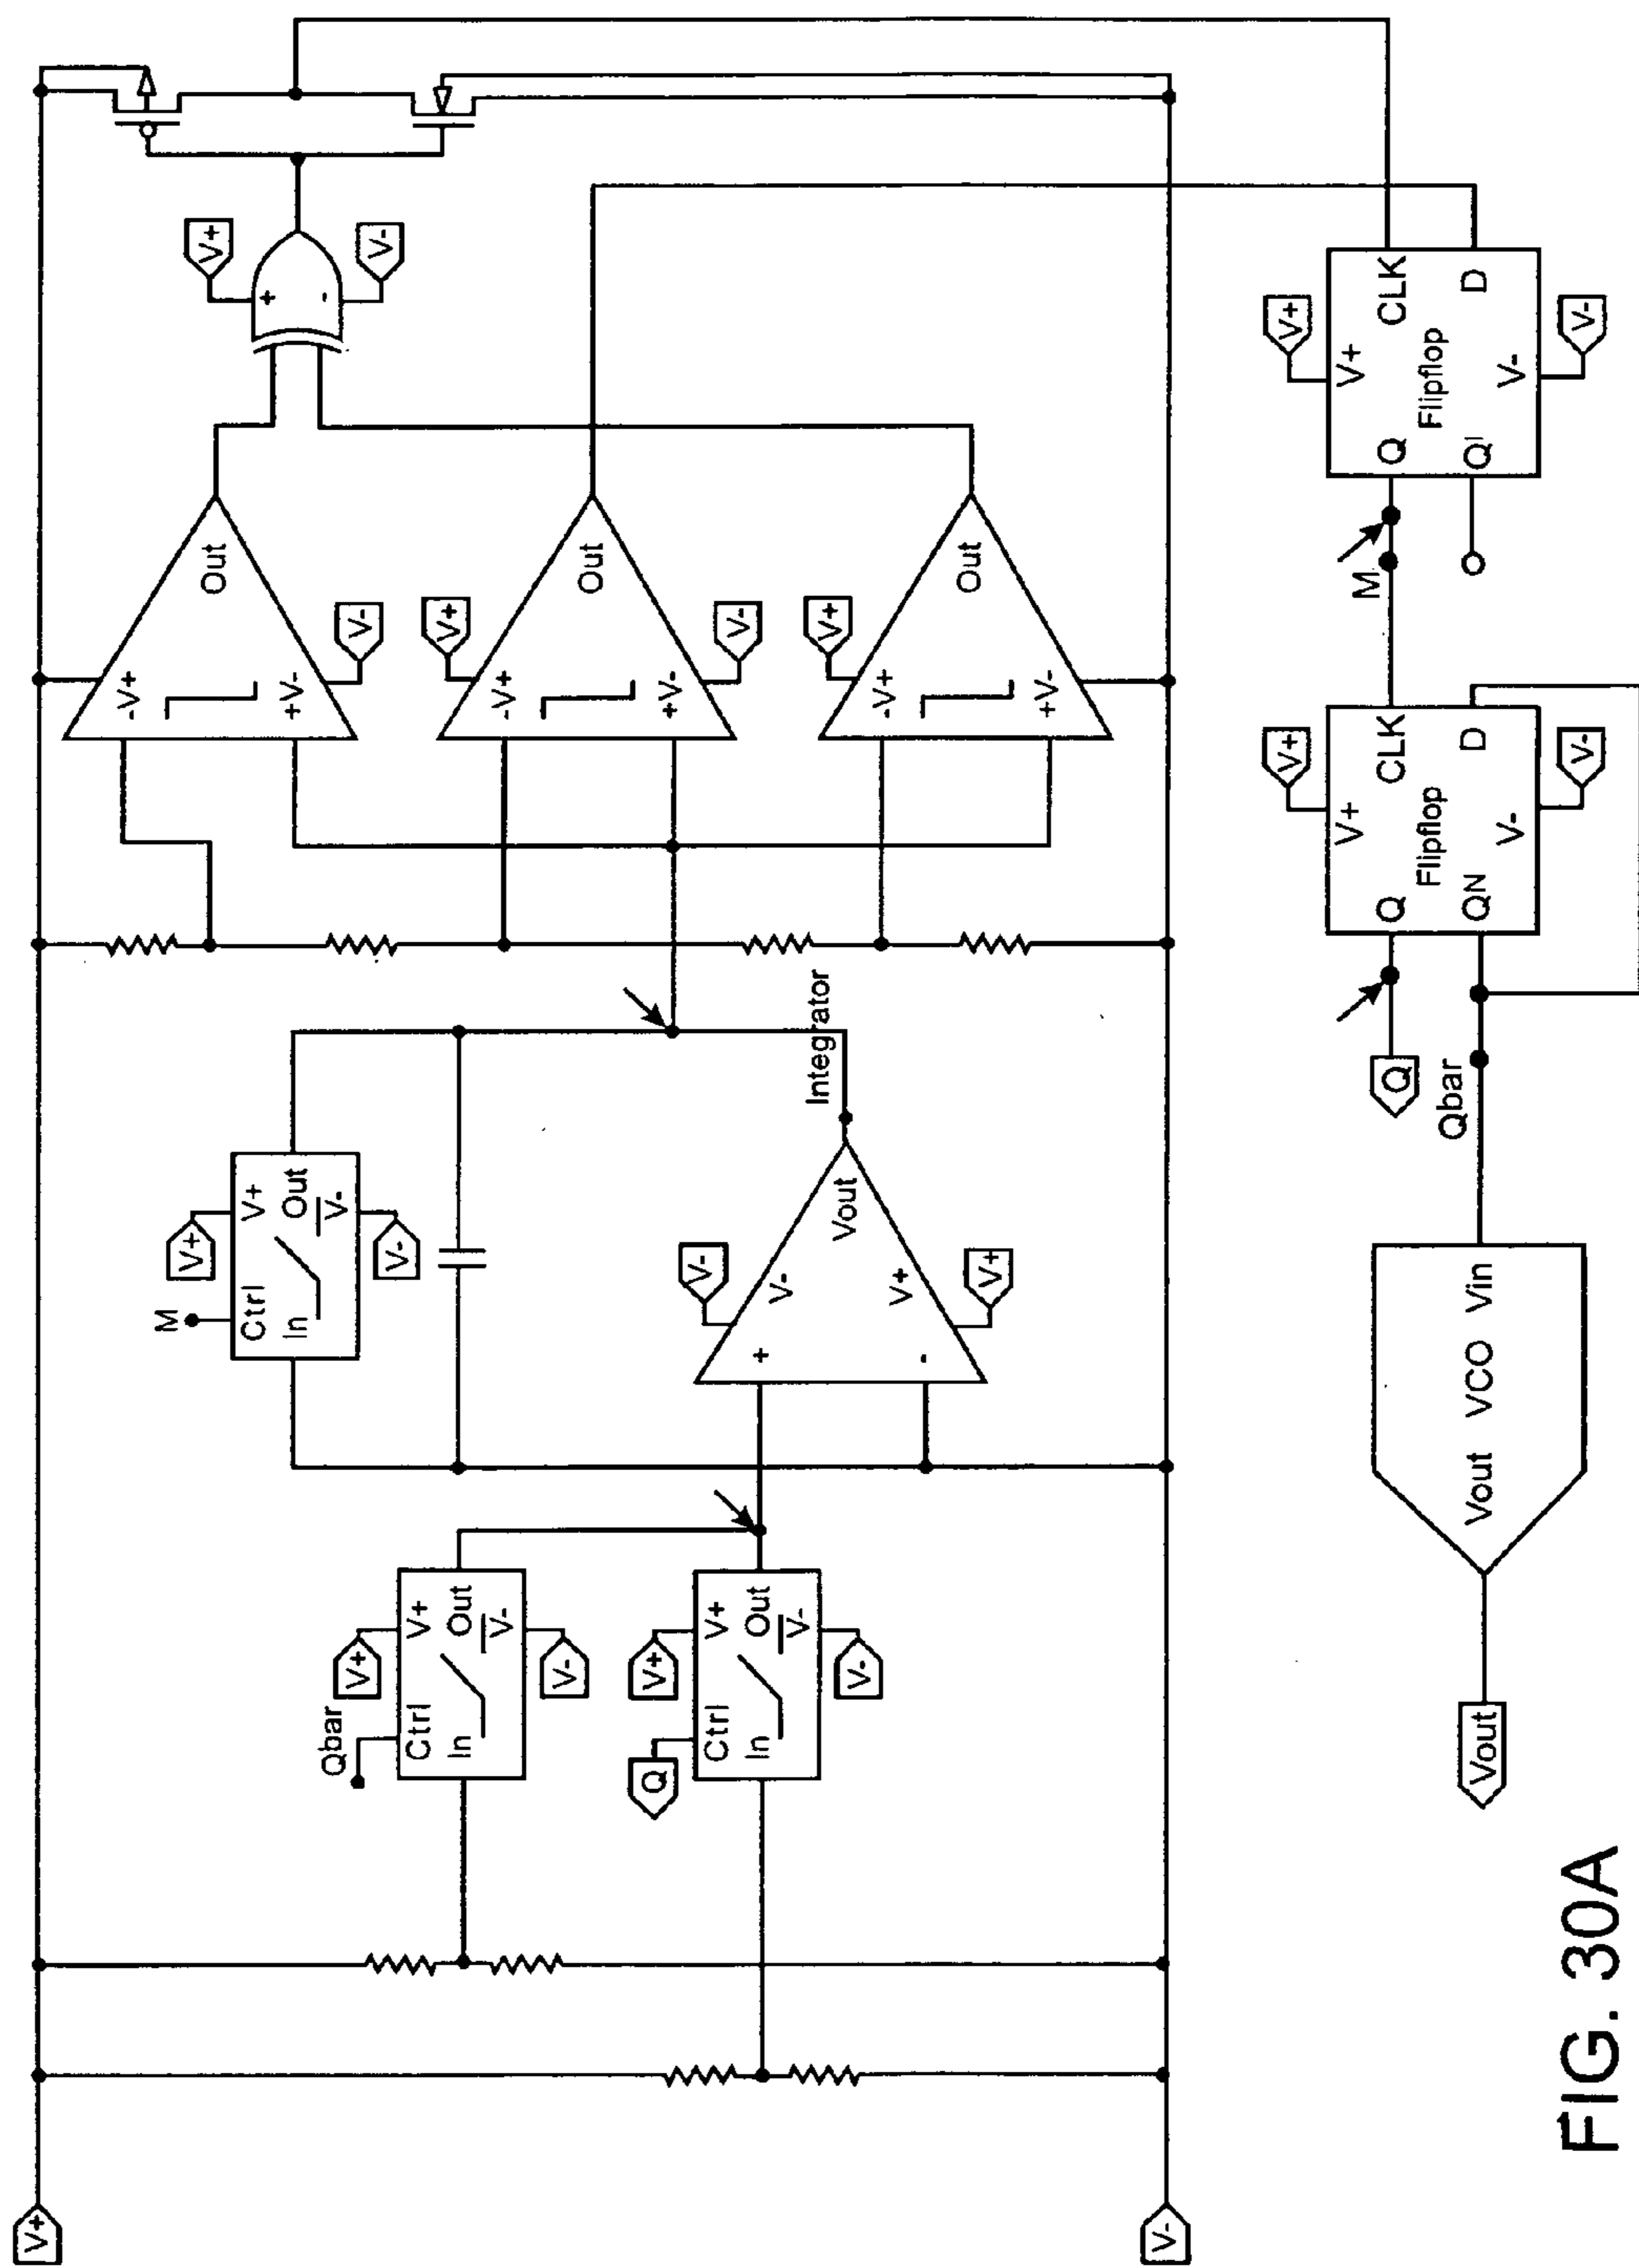 V+
Qbar
V+
Ctrl V+
In Out
V-
V-
Q
V+
Ctrl V+
In Out
V-
V-
M
V+
Ctrl V+
In Out
V-
V-
V-
+ V-
Vout
- V+
V+
Integrator
-V+
Out
+V-
V-
V+
-V+
Out
+V-
V-
V+
-V+
Out
+V-
V+
+
-
V-
V-
Vout
Vout VCO Vin
Qbar
Q
V+
V+
Q CLK
Flipflop
QN D
V-
V-
M
V+
V+
Q CLK
Flipflop
Q' D
V-
V-
FIG. 30A